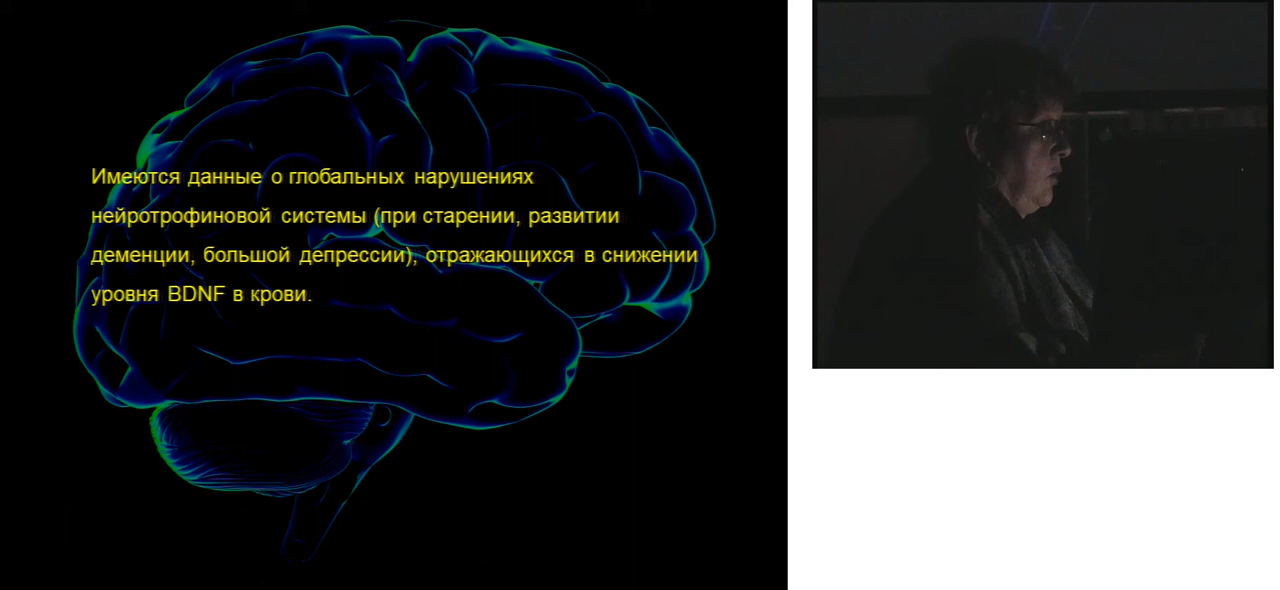 Имеются данные о глобальных нарушениях
нейротрофиновой системы (при старении, развитии
деменции, большой депрессии), отражающихся в снижении
уровня BDNF в крови.